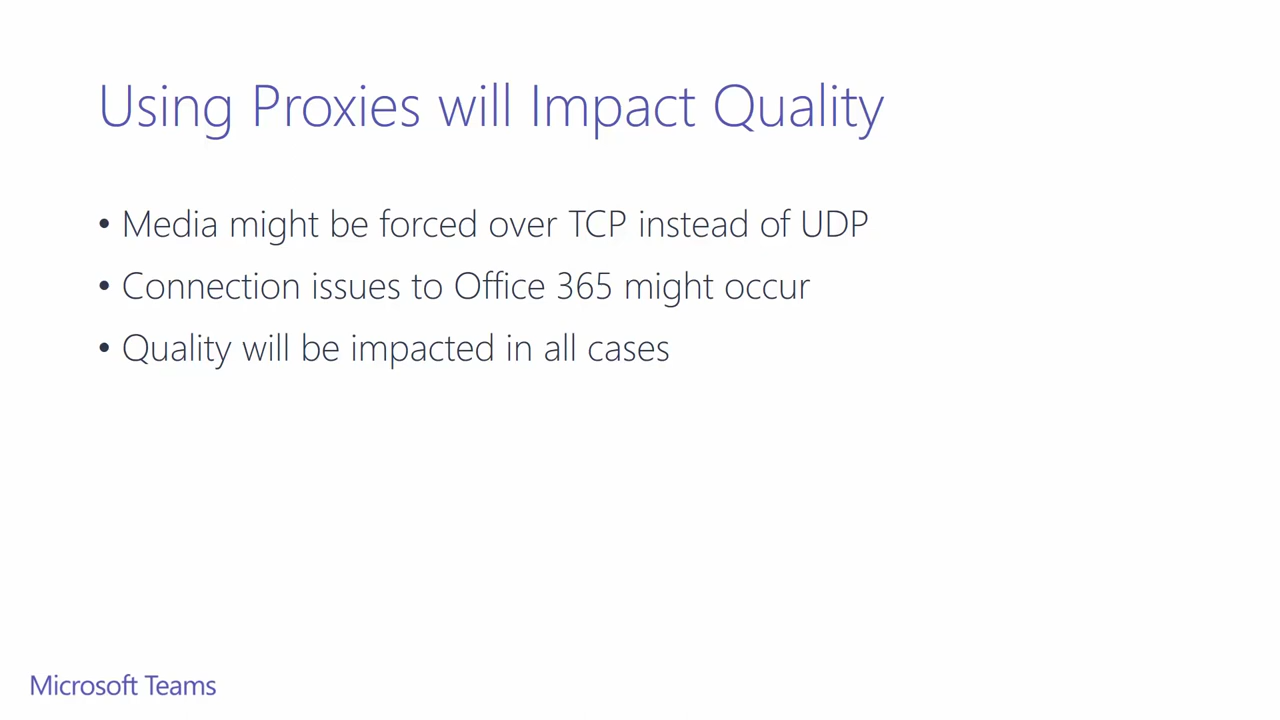 Using Proxies will Impact Quality
• Media might be forced over TCP instead of UDP
• Connection issues to Office 365 might occur
• Quality will be impacted in all cases
Microsoft Teams